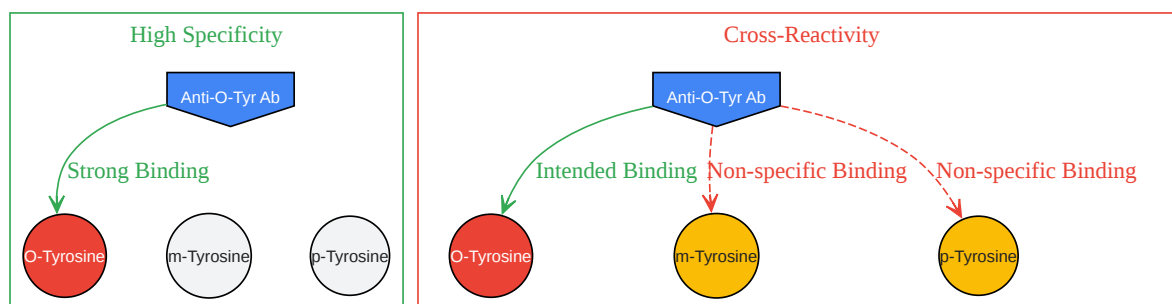 High Specificity
Anti-O-Tyr Ab
Strong Binding
O-Tyrosine
m-Tyrosine
p-Tyrosine
Cross-Reactivity
Anti-O-Tyr Ab
Intended Binding
Non-specific Binding
Non-specific Binding
O-Tyrosine
m-Tyrosine
p-Tyrosine